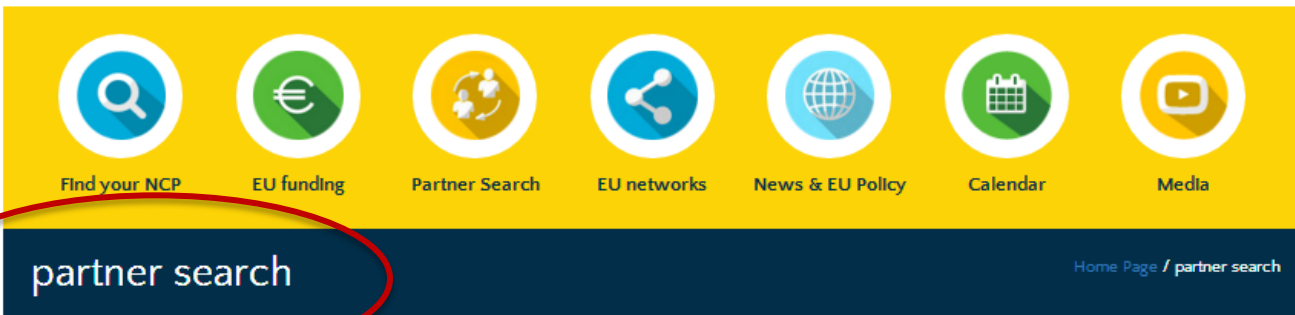 Find your NCP EU funding Partner Search EU networks News & EU Policy Calendar Media
partner search
Home Page / partner search